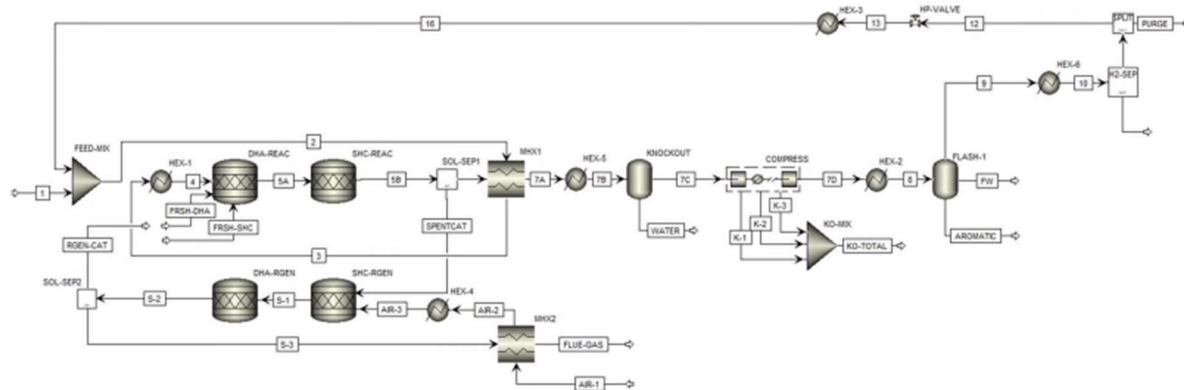 16
HEX-3
13
HP-VALVE
12
SPLIT
PURGE
HEX-6
9
10
H2-SEP
FEED-MIX
2
1
HEX-1
4
DHA-REAC
5A
SHC-REAC
5B
SOL-SEP1
MHX1
7A
HEX-5
7B
KNOCKOUT
7C
COMPRESS
7D
HEX-2
8
FLASH-1
FW
FRSH-DHA
FRSH-SHC
RGEN-CAT
SPENTCAT
WATER
K-1
K-2
K-3
KO-MIX
KO-TOTAL
AROMATIC
3
SOL-SEP2
S-2
DHA-RGEN
S-1
SHC-RGEN
AIR-3
HEX-4
AIR-2
MHX2
S-3
FLUE-GAS
AIR-1